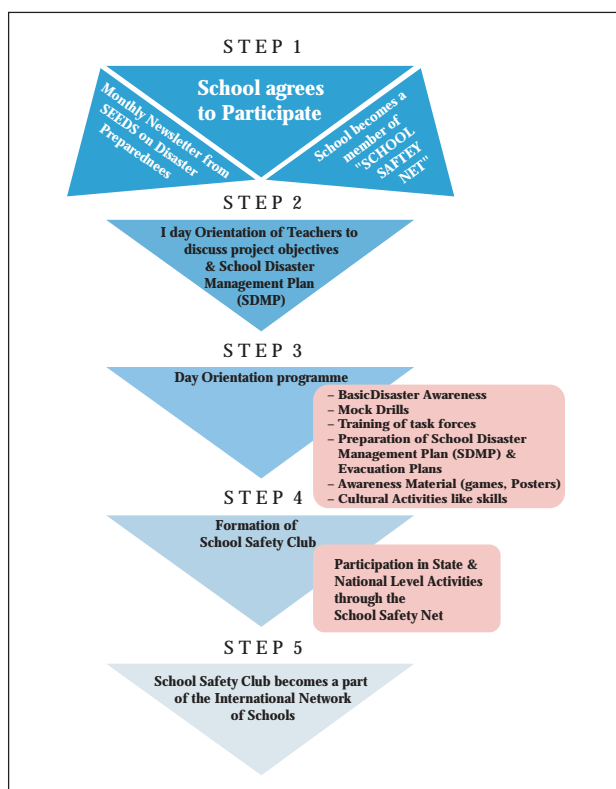 STEP 1
School agrees
to Participate
Monthly Newsletter from
SEEDS on Disaster
Preparednees
School becomes a
member of
"SCHOOL
SAFTEY
NET"
STEP 2
I day Orientation of Teachers to
discuss project objectives
& School Disaster
Management Plan
(SDMP)
STEP 3
Day Orientation programme
– BasicDisaster Awareness
– Mock Drills
– Training of task forces
– Preparation of School Disaster
Management Plan (SDMP) &
Evacuation Plans
– Awareness Material (games, Posters)
– Cultural Activities like skills
STEP 4
Formation of
School Safety Club
Participation in State &
National Level Activities
through the
School Safety Net
STEP 5
School Safety Club becomes a part
of the International Network
of Schools